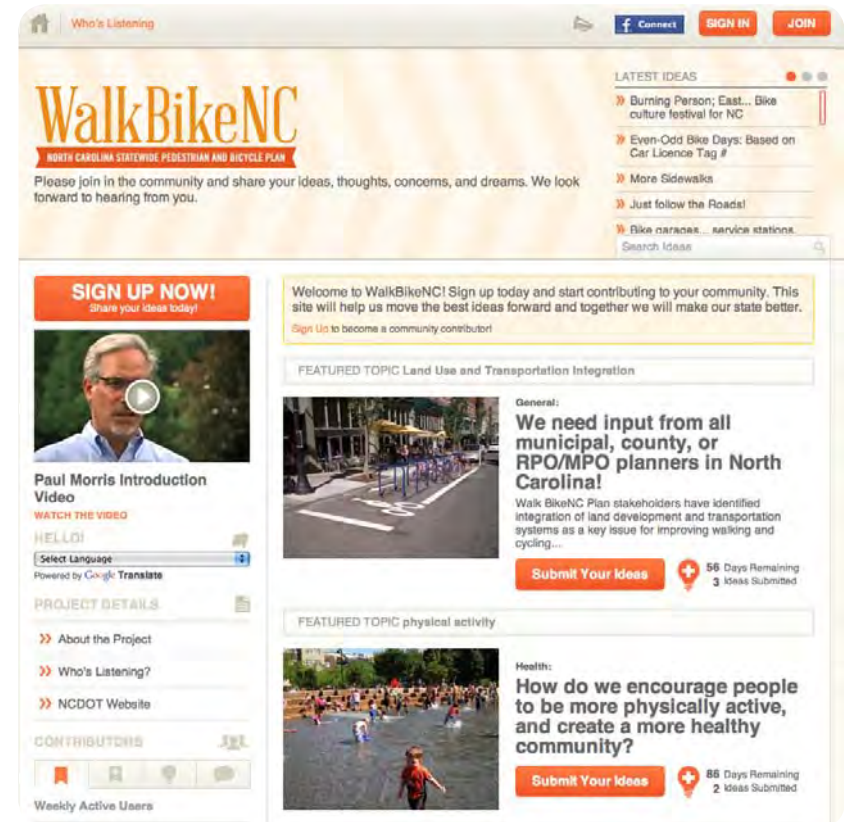 Who's Listening
f Connect
SIGN IN
JOIN
WalkBikeNC
NORTH CAROLINA STATEWIDE PEDESTRIAN AND BICYCLE PLAN
Please join in the community and share your ideas, thoughts, concerns, and dreams. We look
forward to hearing from you.
LATEST IDEAS
Burning Person; East... Bike
culture festival for NC
Even-Odd Bike Days: Based on
Car Licence Tag #
More Sidewalks
Just follow the Roads!
Bike garages... service stations
Search Ideas
SIGN UP NOW!
Share your ideas today!
Paul Morris Introduction
Video
WATCH THE VIDEO
HELLO!
Select Language
Powered by Google Translate
PROJECT DETAILS
About the Project
Who's Listening?
NCDOT Website
CONTRIBUTORS
Weekly Active Users
Welcome to WalkBikeNC! Sign up today and start contributing to your community. This
site will help us move the best ideas forward and together we will make our state better.
Sign Up to become a community contributor!
FEATURED TOPIC Land Use and Transportation Integration
General:
We need input from all
municipal, county, or
RPO/MPO planners in North
Carolina!
Walk BikeNC Plan stakeholders have identified
integration of land development and transportation
systems as a key issue for improving walking and
cycling....
Submit Your Ideas
56 Days Remaining
3 Ideas Submitted
FEATURED TOPIC physical activity
Health:
How do we encourage people
to be more physically active,
and create a more healthy
community?
Submit Your Ideas
86 Days Remaining
2 Ideas Submitted